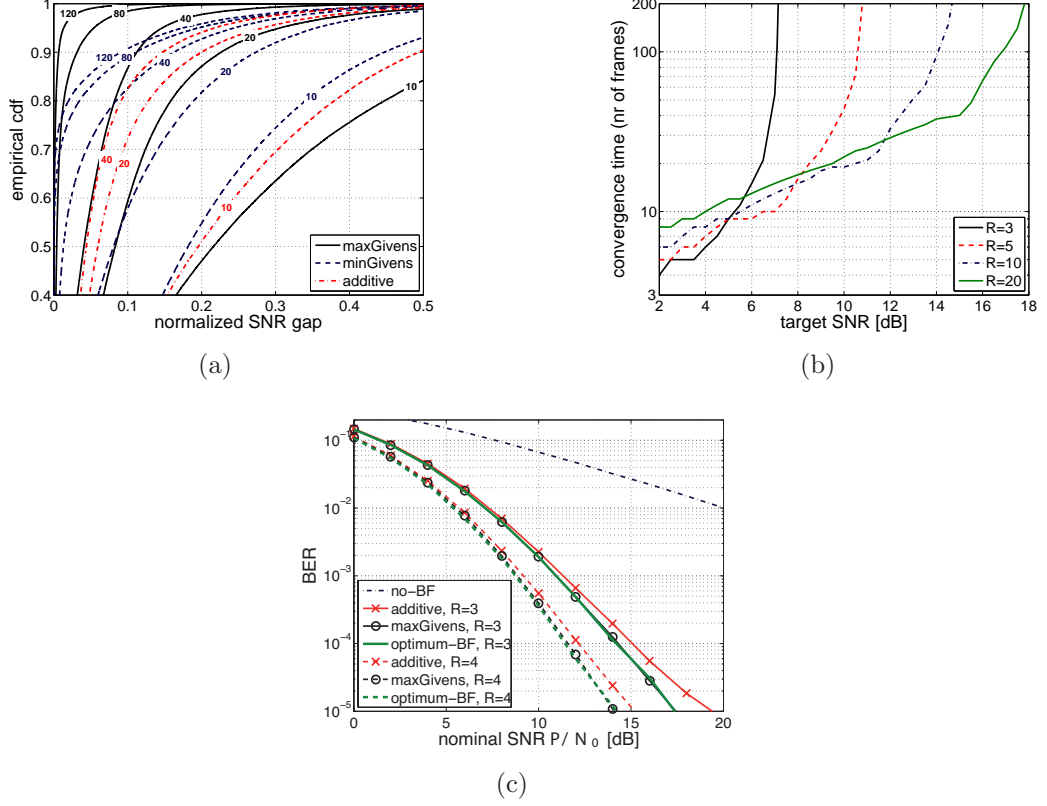 1
0.9
0.8
0.7
0.6
0.5
0.4
0
0.1
0.2
0.3
0.4
0.5
empirical cdf
normalized SNR gap
120
80
40
20
120
80
40
20
10
10
40
20
10
maxGivens
minGivens
additive
(a)
200
100
10
3
2
4
6
8
10
12
14
16
18
convergence time (nr of frames)
target SNR [dB]
R=3
R=5
R=10
R=20
(b)
10⁻¹
10⁻²
10⁻³
10⁻⁴
10⁻⁵
0
5
10
15
20
BER
nominal SNR P/ N₀ [dB]
no-BF
additive, R=3
maxGivens, R=3
optimum-BF, R=3
additive, R=4
maxGivens, R=4
optimum-BF, R=4
(c)